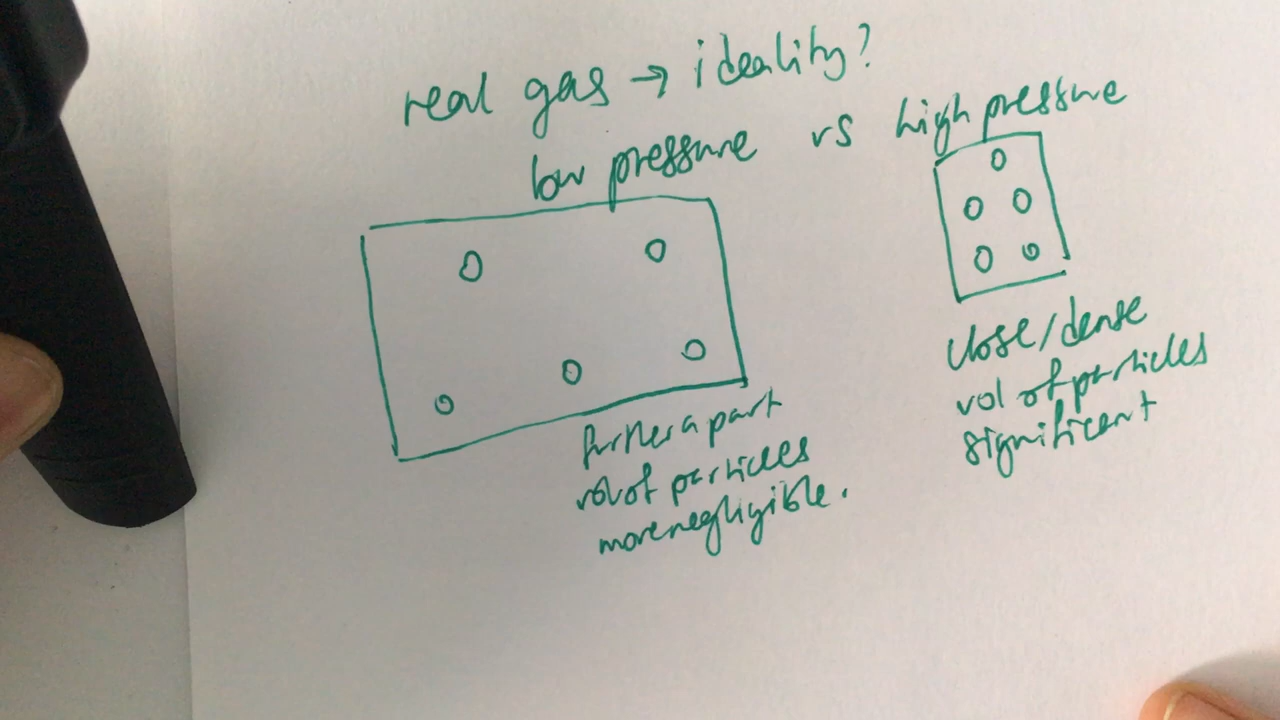 real gas → ideality?
low pressure vs high pressure
further apart
vol of particles
more negligible.
close/dense
vol of particles
significant